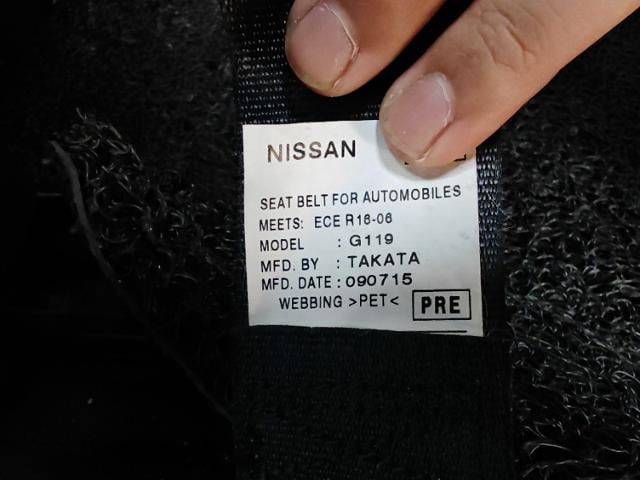 NISSAN
SEAT BELT FOR AUTOMOBILES
MEETS: ECE R16-06
MODEL : G119
MFD. BY : TAKATA
MFD. DATE : 090715
WEBBING >PET< PRE